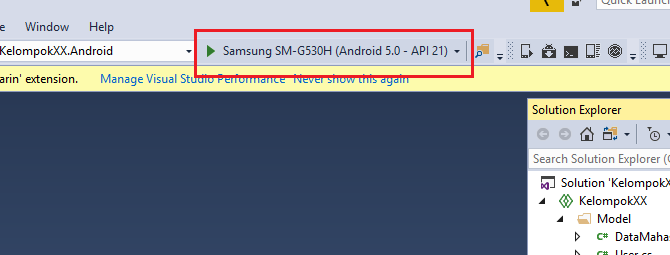 Quick Launch
Window Help
KelompokXX.Android
Samsung SM-G530H (Android 5.0 - API 21)
arin' extension. Manage Visual Studio Performance Never show this again
Solution Explorer
Search Solution Explorer (C
Solution 'KelompokX
KelompokXX
Model
C# DataMahas
C# User.cs